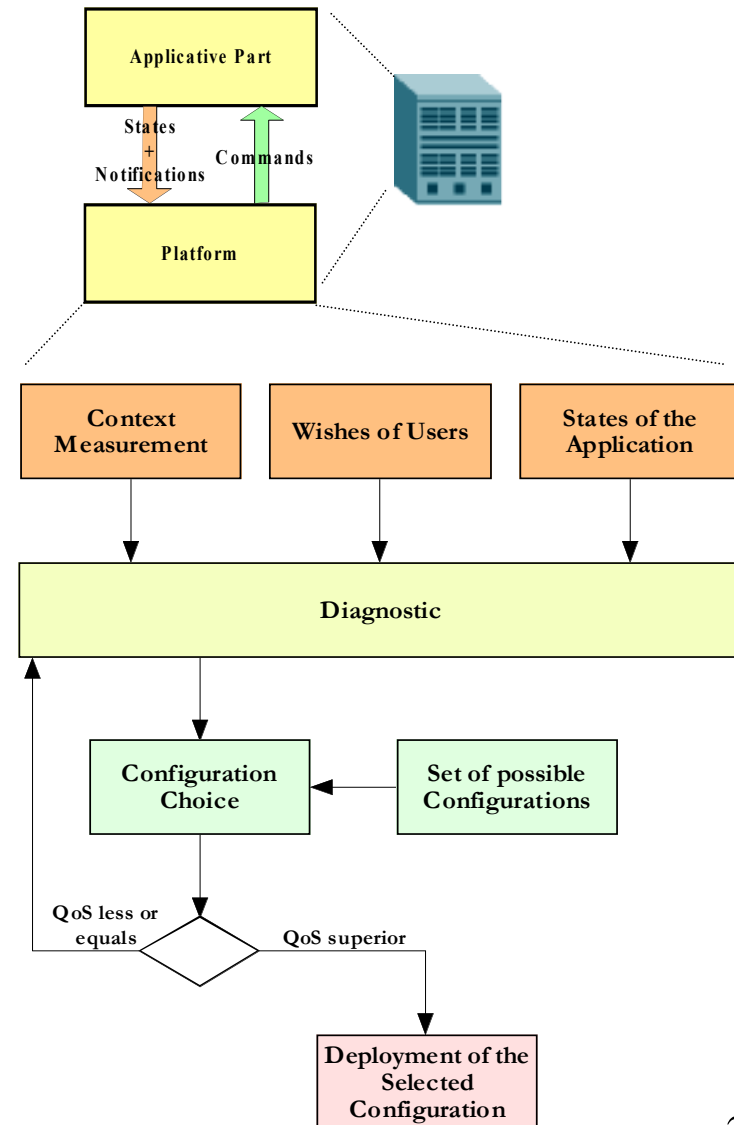 Applicative Part
States
+
Notifications
Commands
Platform
Context
Measurement
Wishes of Users
States of the
Application
Diagnostic
Configuration
Choice
Set of possible
Configurations
QoS less or
equals
QoS superior
Deployment of the
Selected
Configuration